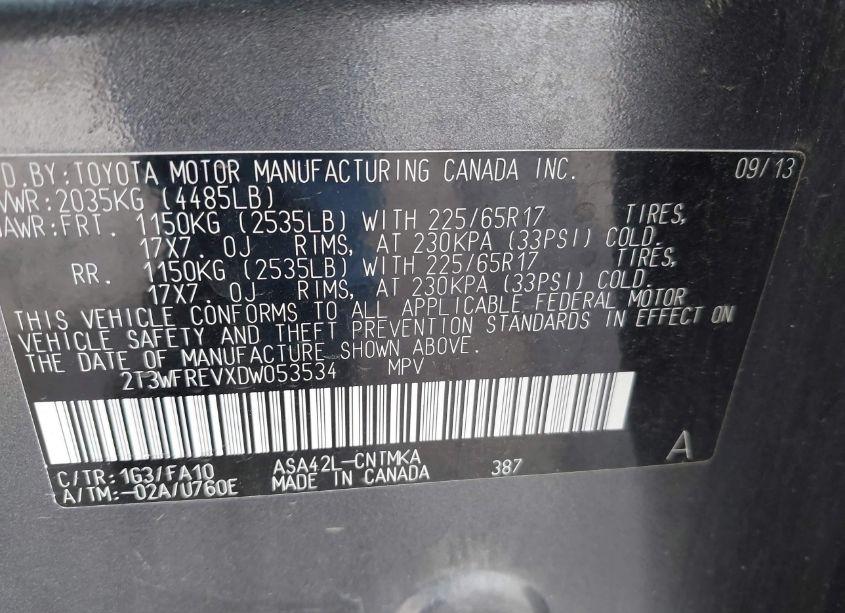 D.BY:TOYOTA MOTOR MANUFACTURING CANADA INC. 09/13
VWR:2035KG (4485LB)
AWR:FRT. 1150KG (2535LB) WITH 225/65R17 TIRES,
17X7.0J RIMS, AT 230KPA (33PSI) COLD.
RR. 1150KG (2535LB) WITH 225/65R17 TIRES,
17X7.0J RIMS, AT 230KPA (33PSI) COLD.
THIS VEHICLE CONFORMS TO ALL APPLICABLE FEDERAL MOTOR
VEHICLE SAFETY AND THEFT PREVENTION STANDARDS IN EFFECT ON
THE DATE OF MANUFACTURE SHOWN ABOVE.
2T3WFREVXDW053534 MPV
A
C/TR:1G3/FA10 ASA42L-CNTMKA 387
A/TM:-02A/U760E MADE IN CANADA